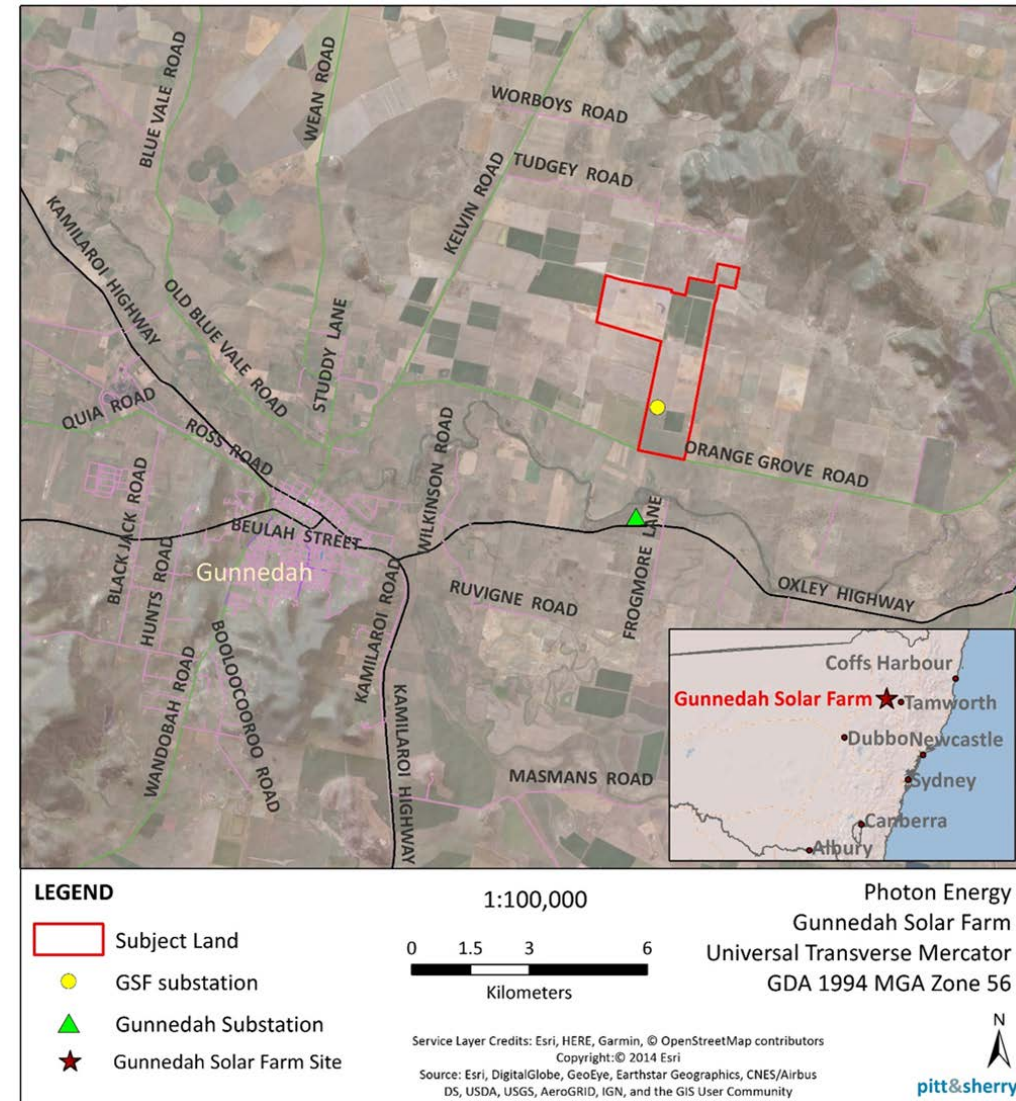 WORBOYS ROAD
BLUE VALE ROAD
WEAN ROAD
TUDGEY ROAD
KELVIN ROAD
KAMILAROI HIGHWAY
OLD BLUE VALE ROAD
STUDDY LANE
QUIA ROAD
ROSS ROAD
WILKINSON ROAD
ORANGE GROVE ROAD
BLACK JACK ROAD
BEULAH STREET
FROGMORE LANE
HUNTS ROAD
Gunnedah
KAMILAROI ROAD
RUVIGNE ROAD
OXLEY HIGHWAY
WANDOBAH ROAD
BOOLOOCOOROO ROAD
KAMILAROI HIGHWAY
MASMANS ROAD
Coffs Harbour
Gunnedah Solar Farm
Tamworth
Dubbo
Newcastle
Sydney
Canberra
Albury
LEGEND
Subject Land
GSF substation
Gunnedah Substation
Gunnedah Solar Farm Site
1:100,000
0 1.5 3 6
Kilometers
Service Layer Credits: Esri, HERE, Garmin, © OpenStreetMap contributors
Copyright:© 2014 Esri
Source: Esri, DigitalGlobe, GeoEye, Earthstar Geographics, CNES/Airbus
DS, USDA, USGS, AeroGRID, IGN, and the GIS User Community
Photon Energy
Gunnedah Solar Farm
Universal Transverse Mercator
GDA 1994 MGA Zone 56
N
pitt&sherry